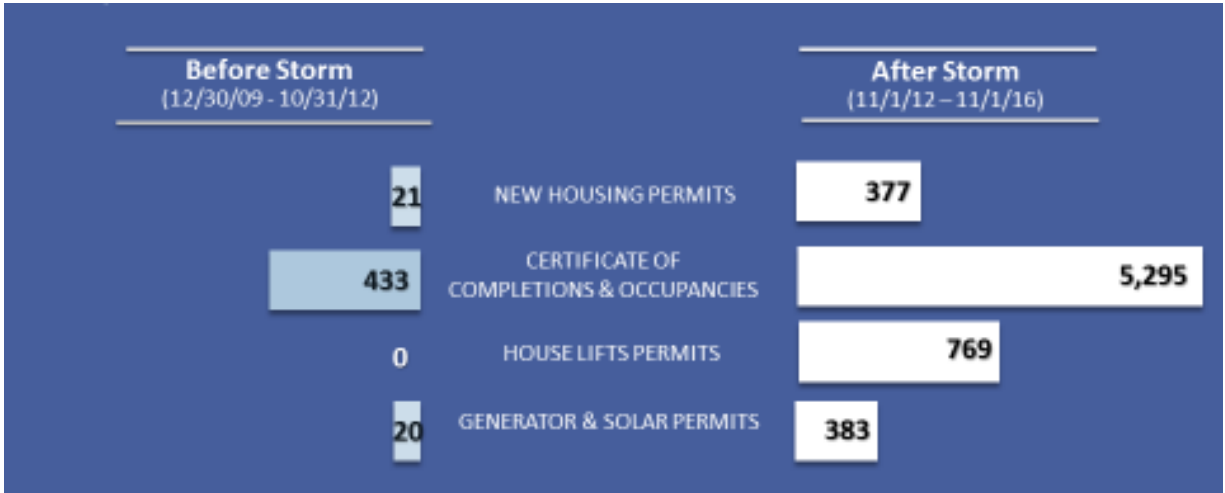 Before Storm
(12/30/09 - 10/31/12)
After Storm
(11/1/12 – 11/1/16)
21
NEW HOUSING PERMITS
377
433
CERTIFICATE OF
COMPLETIONS & OCCUPANCIES
5,295
0
HOUSE LIFTS PERMITS
769
20
GENERATOR & SOLAR PERMITS
383